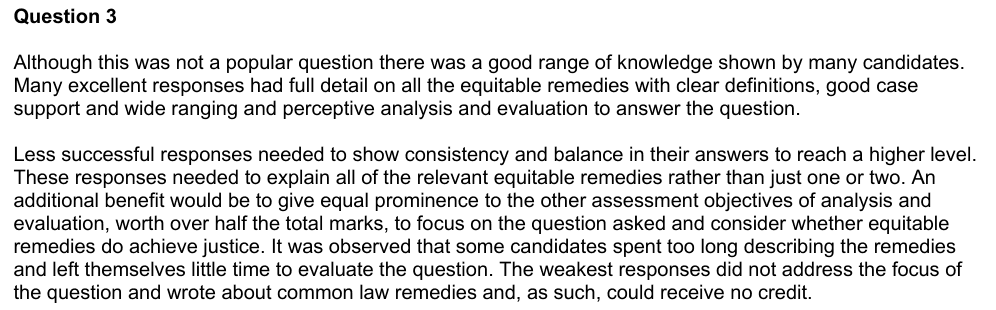 Question 3
Although this was not a popular question there was a good range of knowledge shown by many candidates.
Many excellent responses had full detail on all the equitable remedies with clear definitions, good case
support and wide ranging and perceptive analysis and evaluation to answer the question.
Less successful responses needed to show consistency and balance in their answers to reach a higher level.
These responses needed to explain all of the relevant equitable remedies rather than just one or two. An
additional benefit would be to give equal prominence to the other assessment objectives of analysis and
evaluation, worth over half the total marks, to focus on the question asked and consider whether equitable
remedies do achieve justice. It was observed that some candidates spent too long describing the remedies
and left themselves little time to evaluate the question. The weakest responses did not address the focus of
the question and wrote about common law remedies and, as such, could receive no credit.